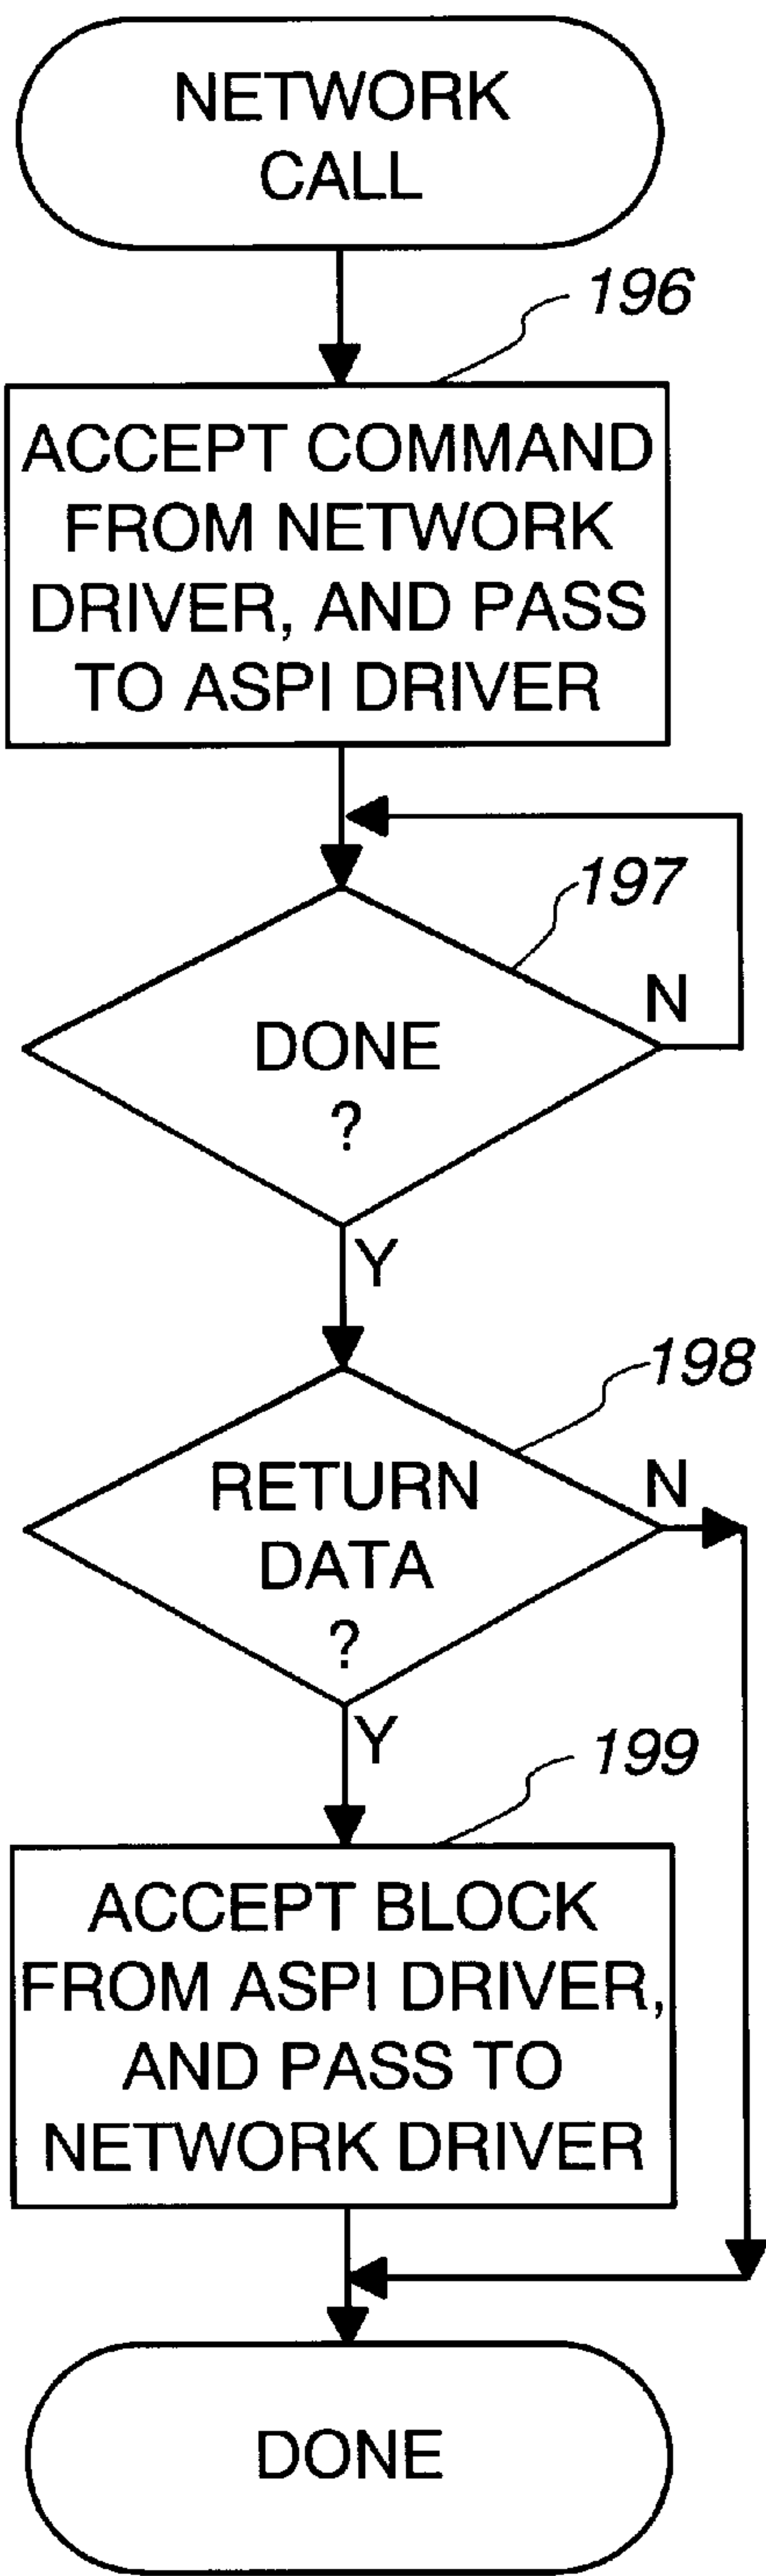 NETWORK
CALL
196
ACCEPT COMMAND
FROM NETWORK
DRIVER, AND PASS
TO ASPI DRIVER
197
DONE
?
N
Y
198
RETURN
DATA
?
N
Y
199
ACCEPT BLOCK
FROM ASPI DRIVER,
AND PASS TO
NETWORK DRIVER
DONE